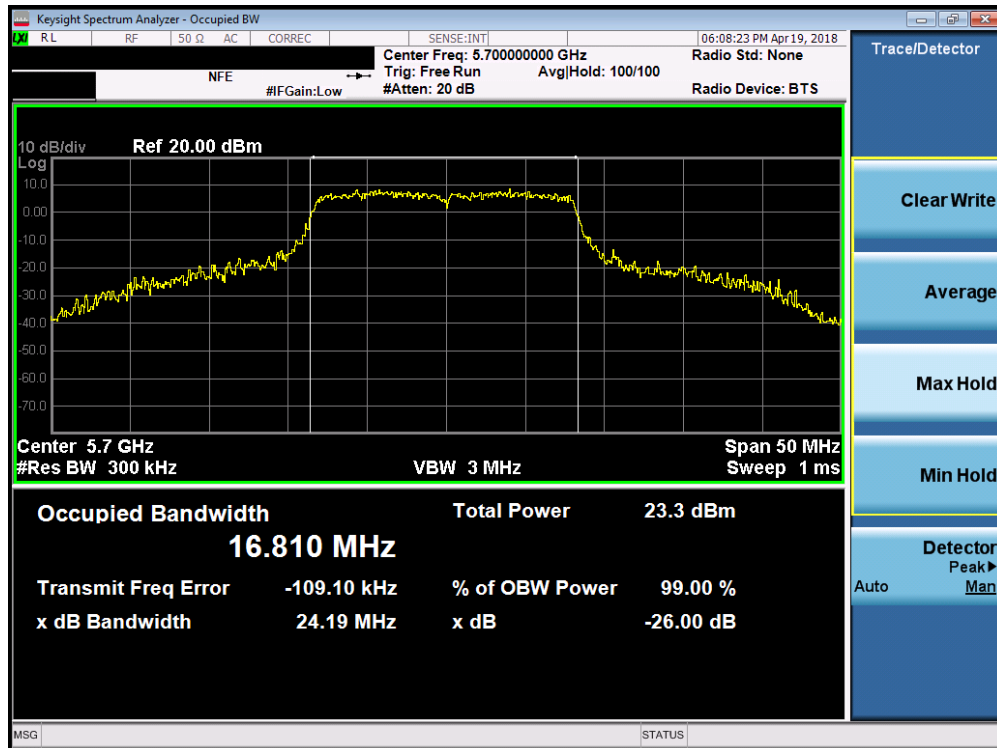 Keysight Spectrum Analyzer - Occupied BW
LXI RL RF 50 Ω AC CORREC SENSE:INT 06:08:23 PM Apr 19, 2018
Center Freq: 5.700000000 GHz Radio Std: None
NFE Trig: Free Run Avg|Hold: 100/100
#IFGain:Low #Atten: 20 dB Radio Device: BTS
10 dB/div Ref 20.00 dBm
Log
10.0
0.00
-10.0
-20.0
-30.0
-40.0
-50.0
-60.0
-70.0
Center 5.7 GHz Span 50 MHz
#Res BW 300 kHz VBW 3 MHz Sweep 1 ms
Occupied Bandwidth Total Power 23.3 dBm
16.810 MHz
Transmit Freq Error -109.10 kHz % of OBW Power 99.00 %
x dB Bandwidth 24.19 MHz x dB -26.00 dB
Trace/Detector
Clear Write
Average
Max Hold
Min Hold
Detector
Peak▶
Auto Man
MSG STATUS